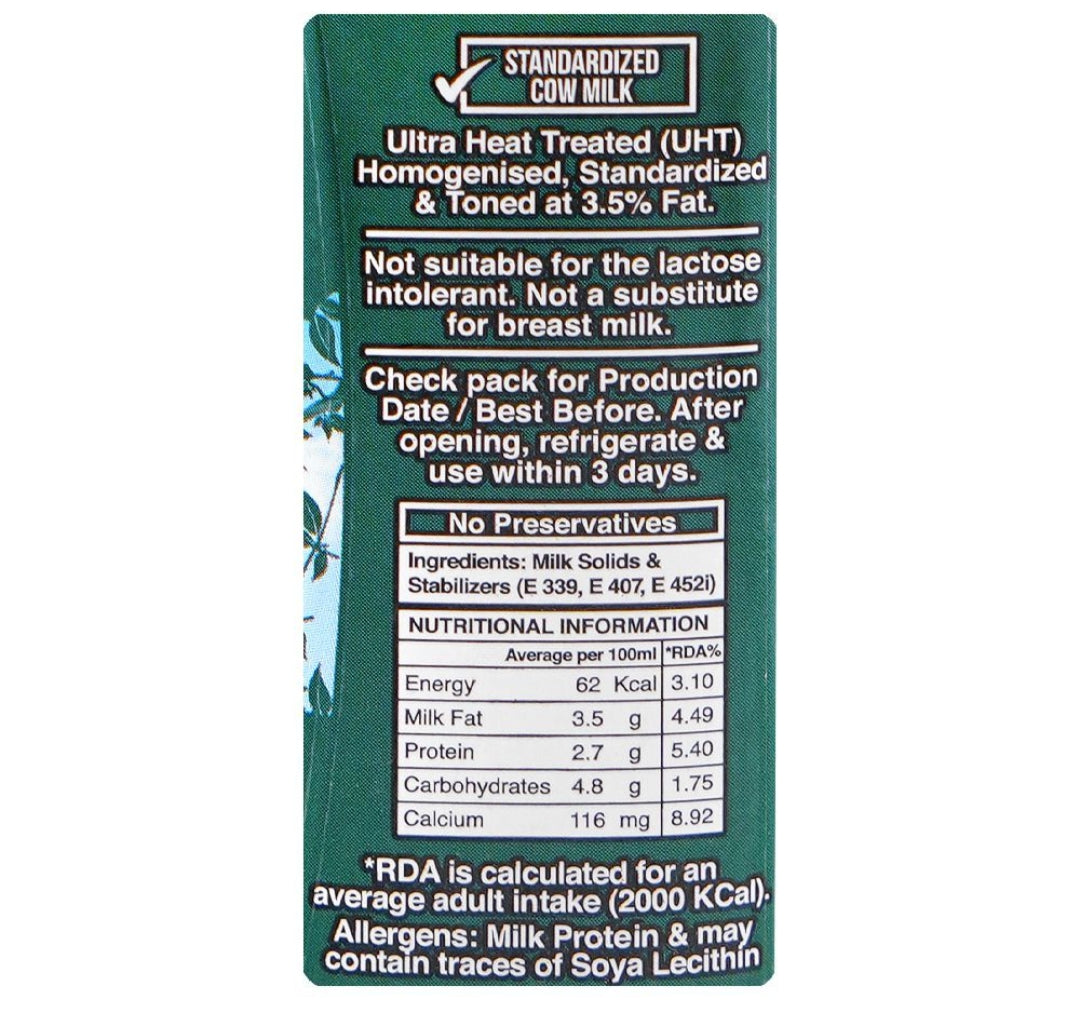 STANDARDIZED
COW MILK
Ultra Heat Treated (UHT)
Homogenised, Standardized
& Toned at 3.5% Fat.
Not suitable for the lactose
intolerant. Not a substitute
for breast milk.
Check pack for Production
Date / Best Before. After
opening, refrigerate &
use within 3 days.
No Preservatives
Ingredients: Milk Solids &
Stabilizers (E 339, E 407, E 452i)
NUTRITIONAL INFORMATION
Average per 100ml *RDA%
Energy 62 Kcal 3.10
Milk Fat 3.5 g 4.49
Protein 2.7 g 5.40
Carbohydrates 4.8 g 1.75
Calcium 116 mg 8.92
*RDA is calculated for an
average adult intake (2000 KCal).
Allergens: Milk Protein & may
contain traces of Soya Lecithin